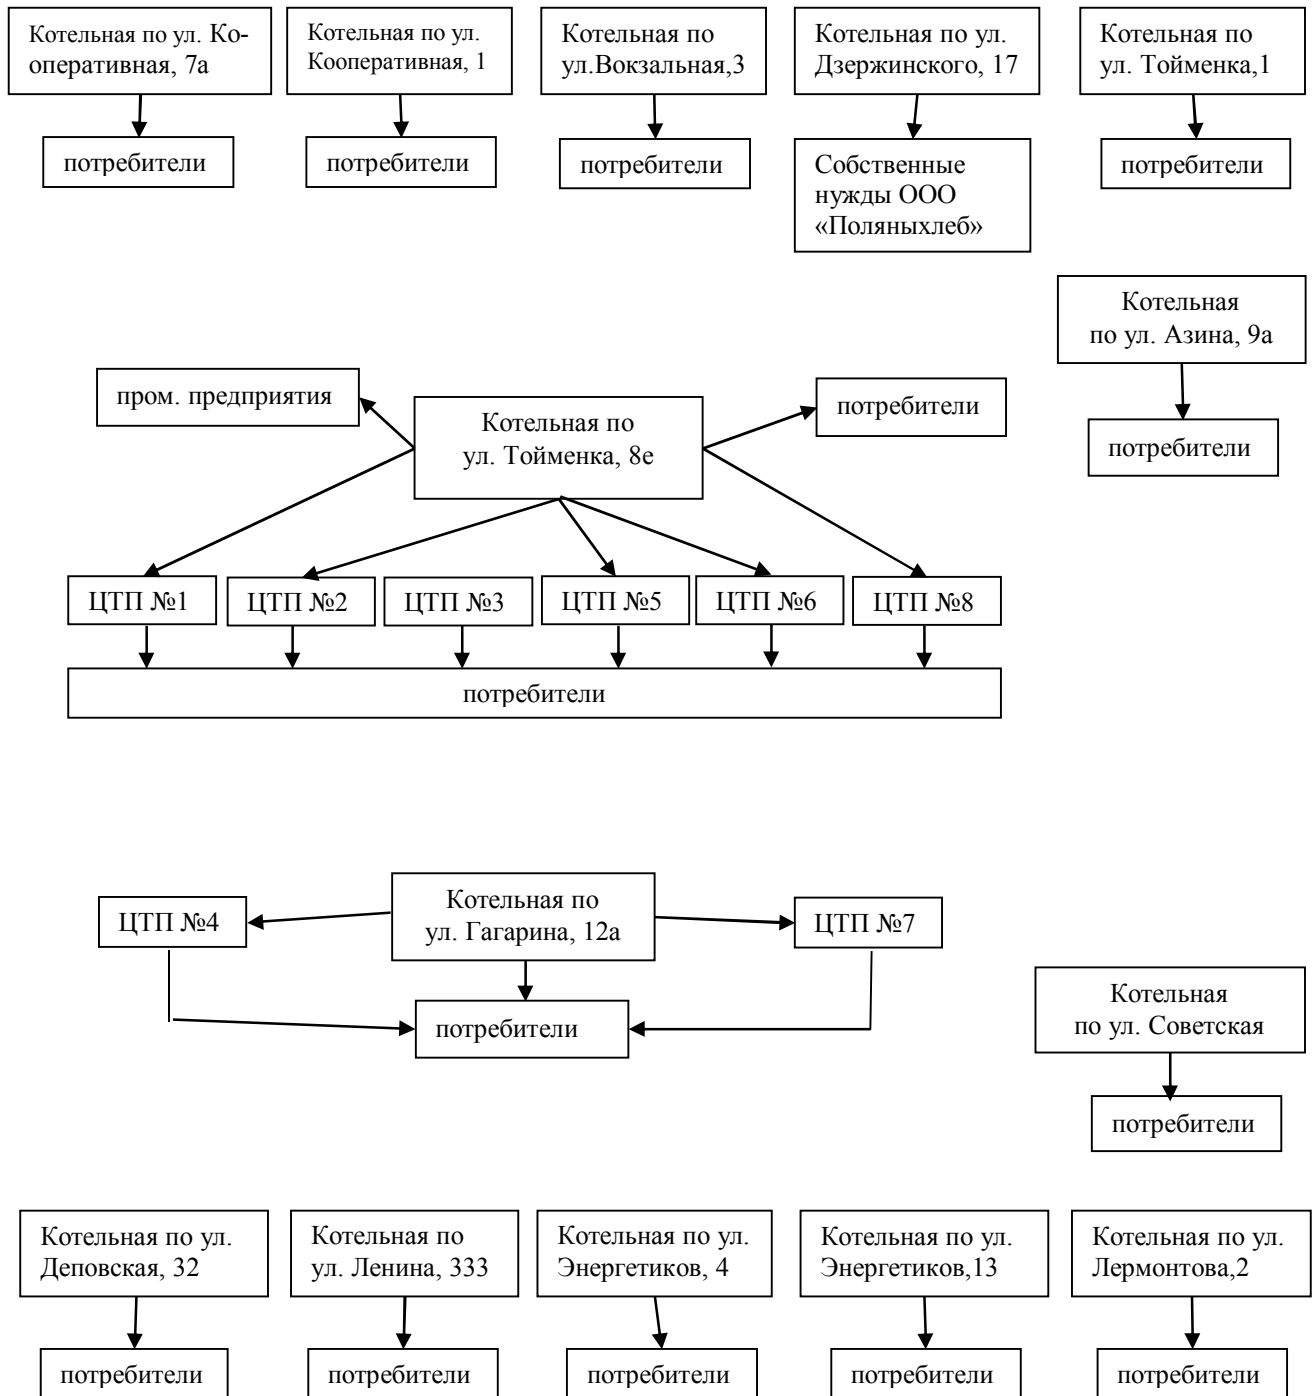 Котельная по ул. Ко-
оперативная, 7а
Котельная по ул.
Кооперативная, 1
Котельная по
ул.Вокзальная,3
Котельная по ул.
Дзержинского, 17
Котельная по
ул. Тойменка,1
потребители
потребители
потребители
Собственные
нужды ООО
«Поляныхлеб»
потребители
Котельная
по ул. Азина, 9а
потребители
пром. предприятия
Котельная по
ул. Тойменка, 8е
потребители
ЦТП №1
ЦТП №2
ЦТП №3
ЦТП №5
ЦТП №6
ЦТП №8
потребители
ЦТП №4
Котельная по
ул. Гагарина, 12а
ЦТП №7
потребители
Котельная
по ул. Советская
потребители
Котельная по ул.
Деповская, 32
Котельная по
ул. Ленина, 333
Котельная по ул.
Энергетиков, 4
Котельная по ул.
Энергетиков,13
Котельная по ул.
Лермонтова,2
потребители
потребители
потребители
потребители
потребители